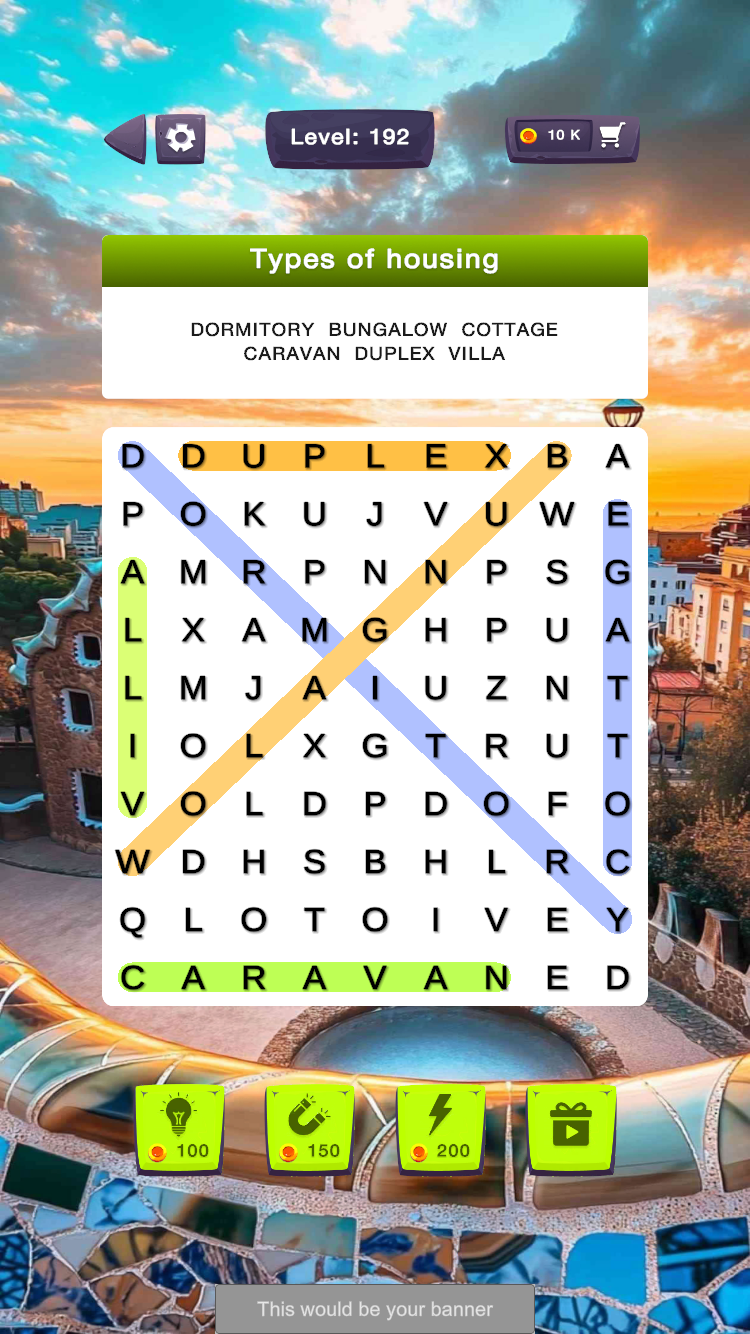 Level: 192
10 K
Types of housing
DORMITORY BUNGALOW COTTAGE
CARAVAN DUPLEX VILLA
D D U P L E X B A
P O K U J V U W E
A M R P N N P S G
L X A M G H P U A
L M J A I U Z N T
I O L X G T R U T
V O L D P D O F O
W D H S B H L R C
Q L O T O I V E Y
C A R A V A N E D
100 150 200
This would be your banner